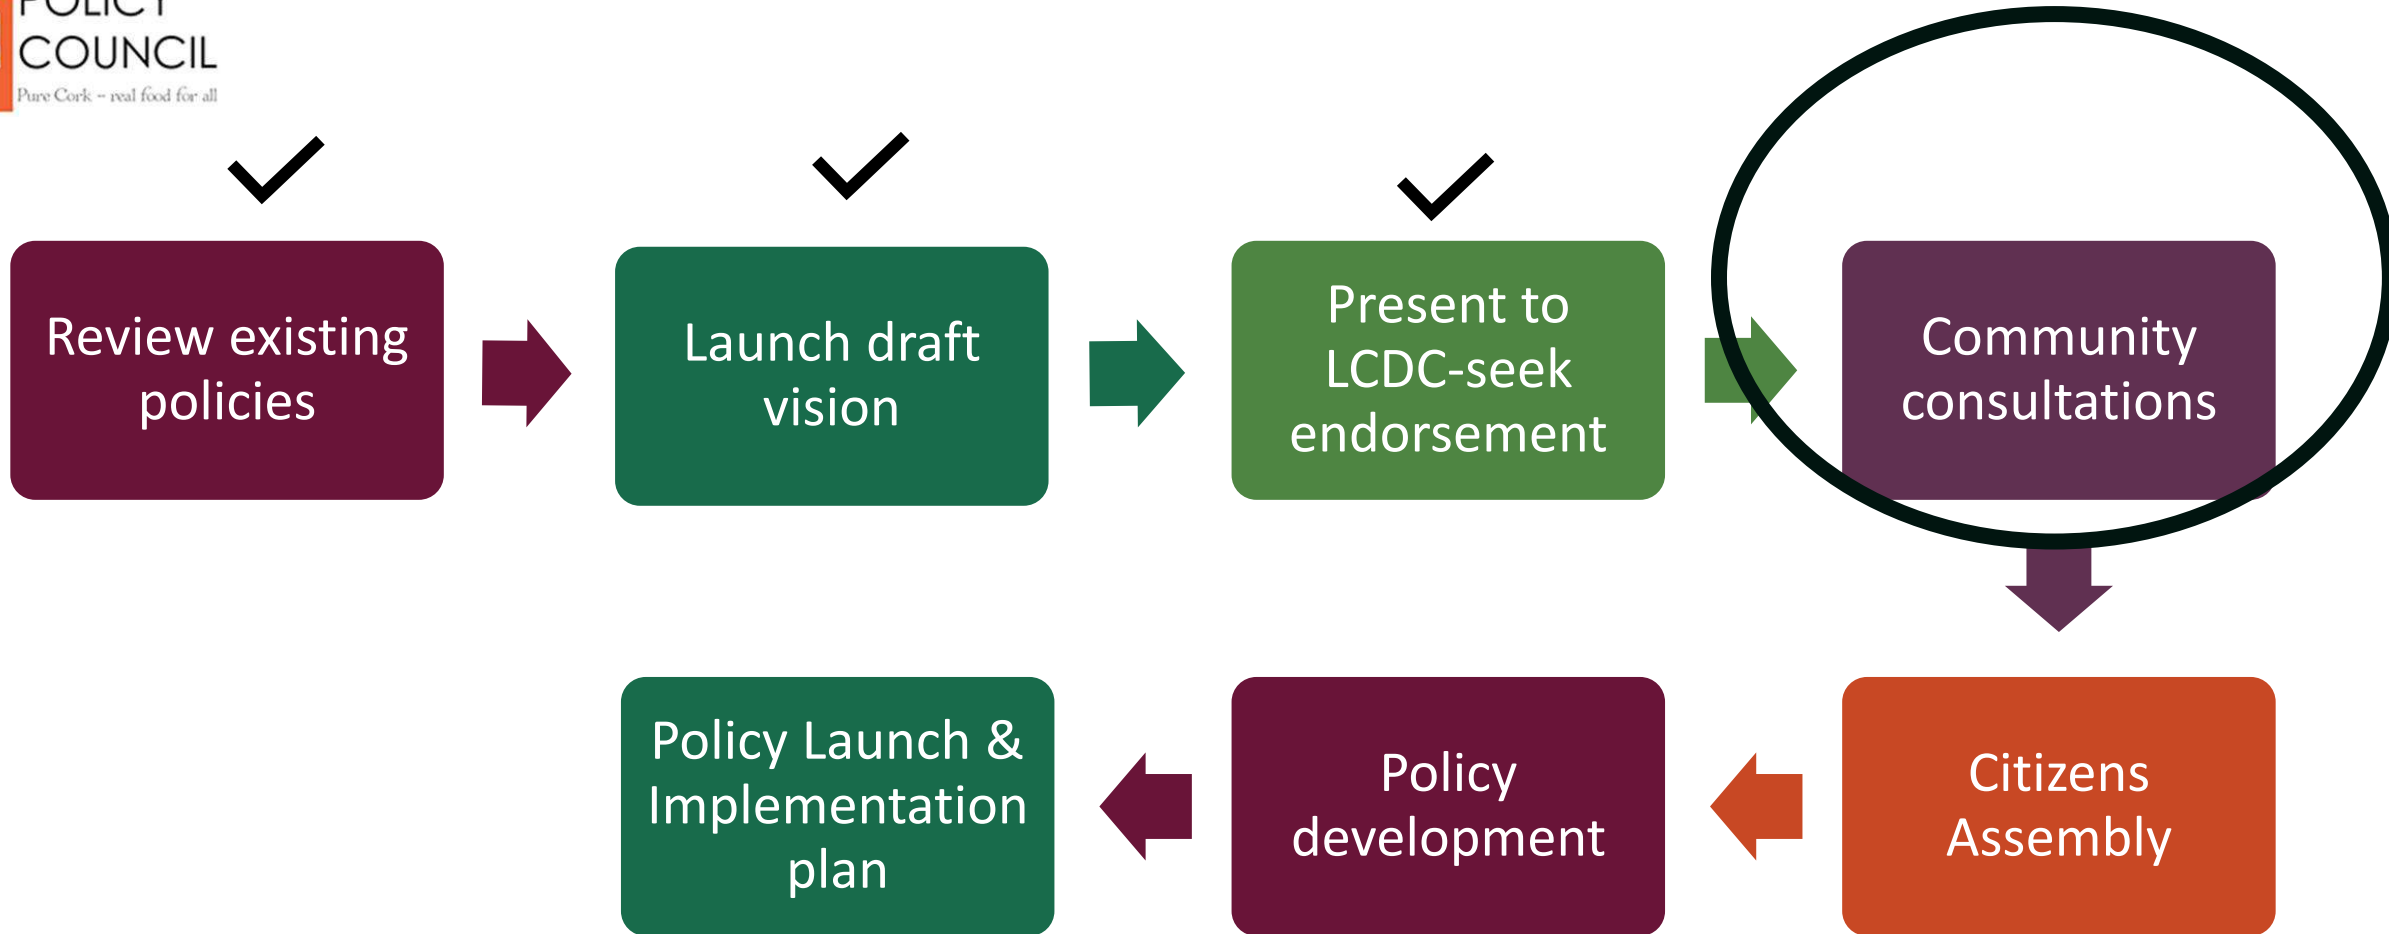 POLICY
COUNCIL
Pure Cork – real food for all
Review existing
policies
Launch draft
vision
Present to
LCDC-seek
endorsement
Community
consultations
Policy Launch &
Implementation
plan
Policy
development
Citizens
Assembly